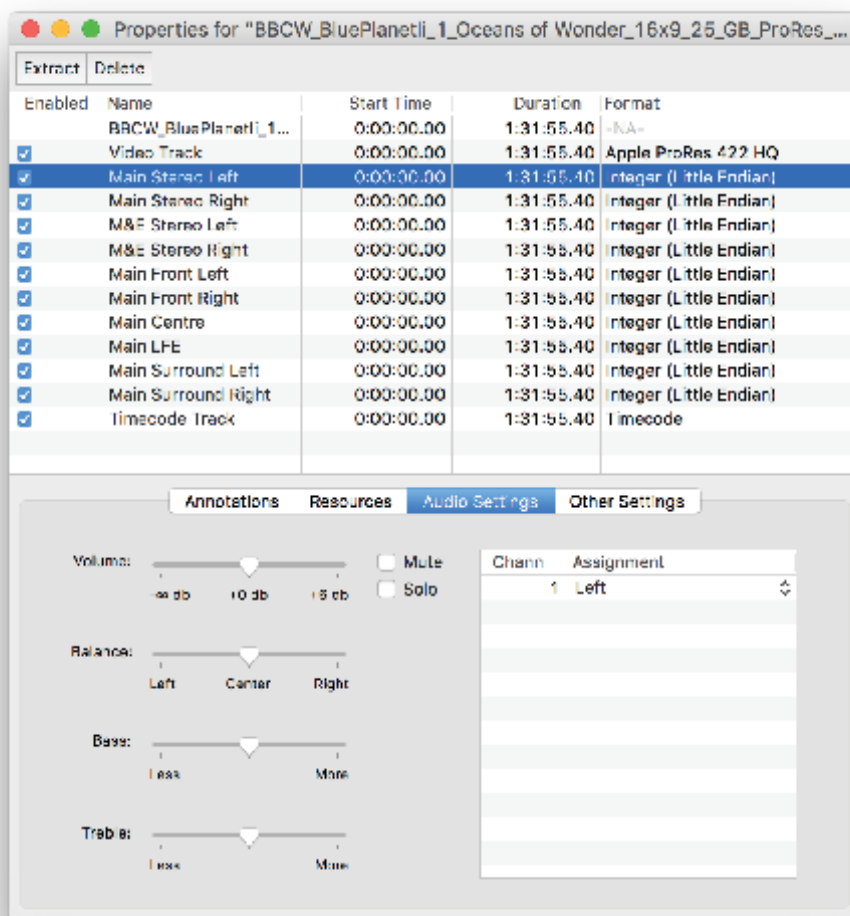 Properties for "BBCW_BluePlanetIi_1_Oceans of Wonder_16x9_25_GB_ProRes_...
Extract Delete
Enabled Name Start Time Duration Format
BBCW_BluePlanetIi_1... 0:00:00.00 1:31:55.40 -NA-
Video Track 0:00:00.00 1:31:55.40 Apple ProRes 422 HQ
Main Stereo Left 0:00:00.00 1:31:55.40 Integer (Little Endian)
Main Stereo Right 0:00:00.00 1:31:55.40 Integer (Little Endian)
M&E Stereo Left 0:00:00.00 1:31:55.40 Integer (Little Endian)
M&E Stereo Right 0:00:00.00 1:31:55.40 Integer (Little Endian)
Main Front Left 0:00:00.00 1:31:55.40 Integer (Little Endian)
Main Front Right 0:00:00.00 1:31:55.40 Integer (Little Endian)
Main Centre 0:00:00.00 1:31:55.40 Integer (Little Endian)
Main LFE 0:00:00.00 1:31:55.40 Integer (Little Endian)
Main Surround Left 0:00:00.00 1:31:55.40 Integer (Little Endian)
Main Surround Right 0:00:00.00 1:31:55.40 Integer (Little Endian)
Timecode Track 0:00:00.00 1:31:55.40 Timecode
Annotations Resources Audio Settings Other Settings
Volume: Mute Chann Assignment
Solo 1 Left
-∞ db +0 db +6 db
Balance:
Left Center Right
Bass:
Less More
Treble:
Less More